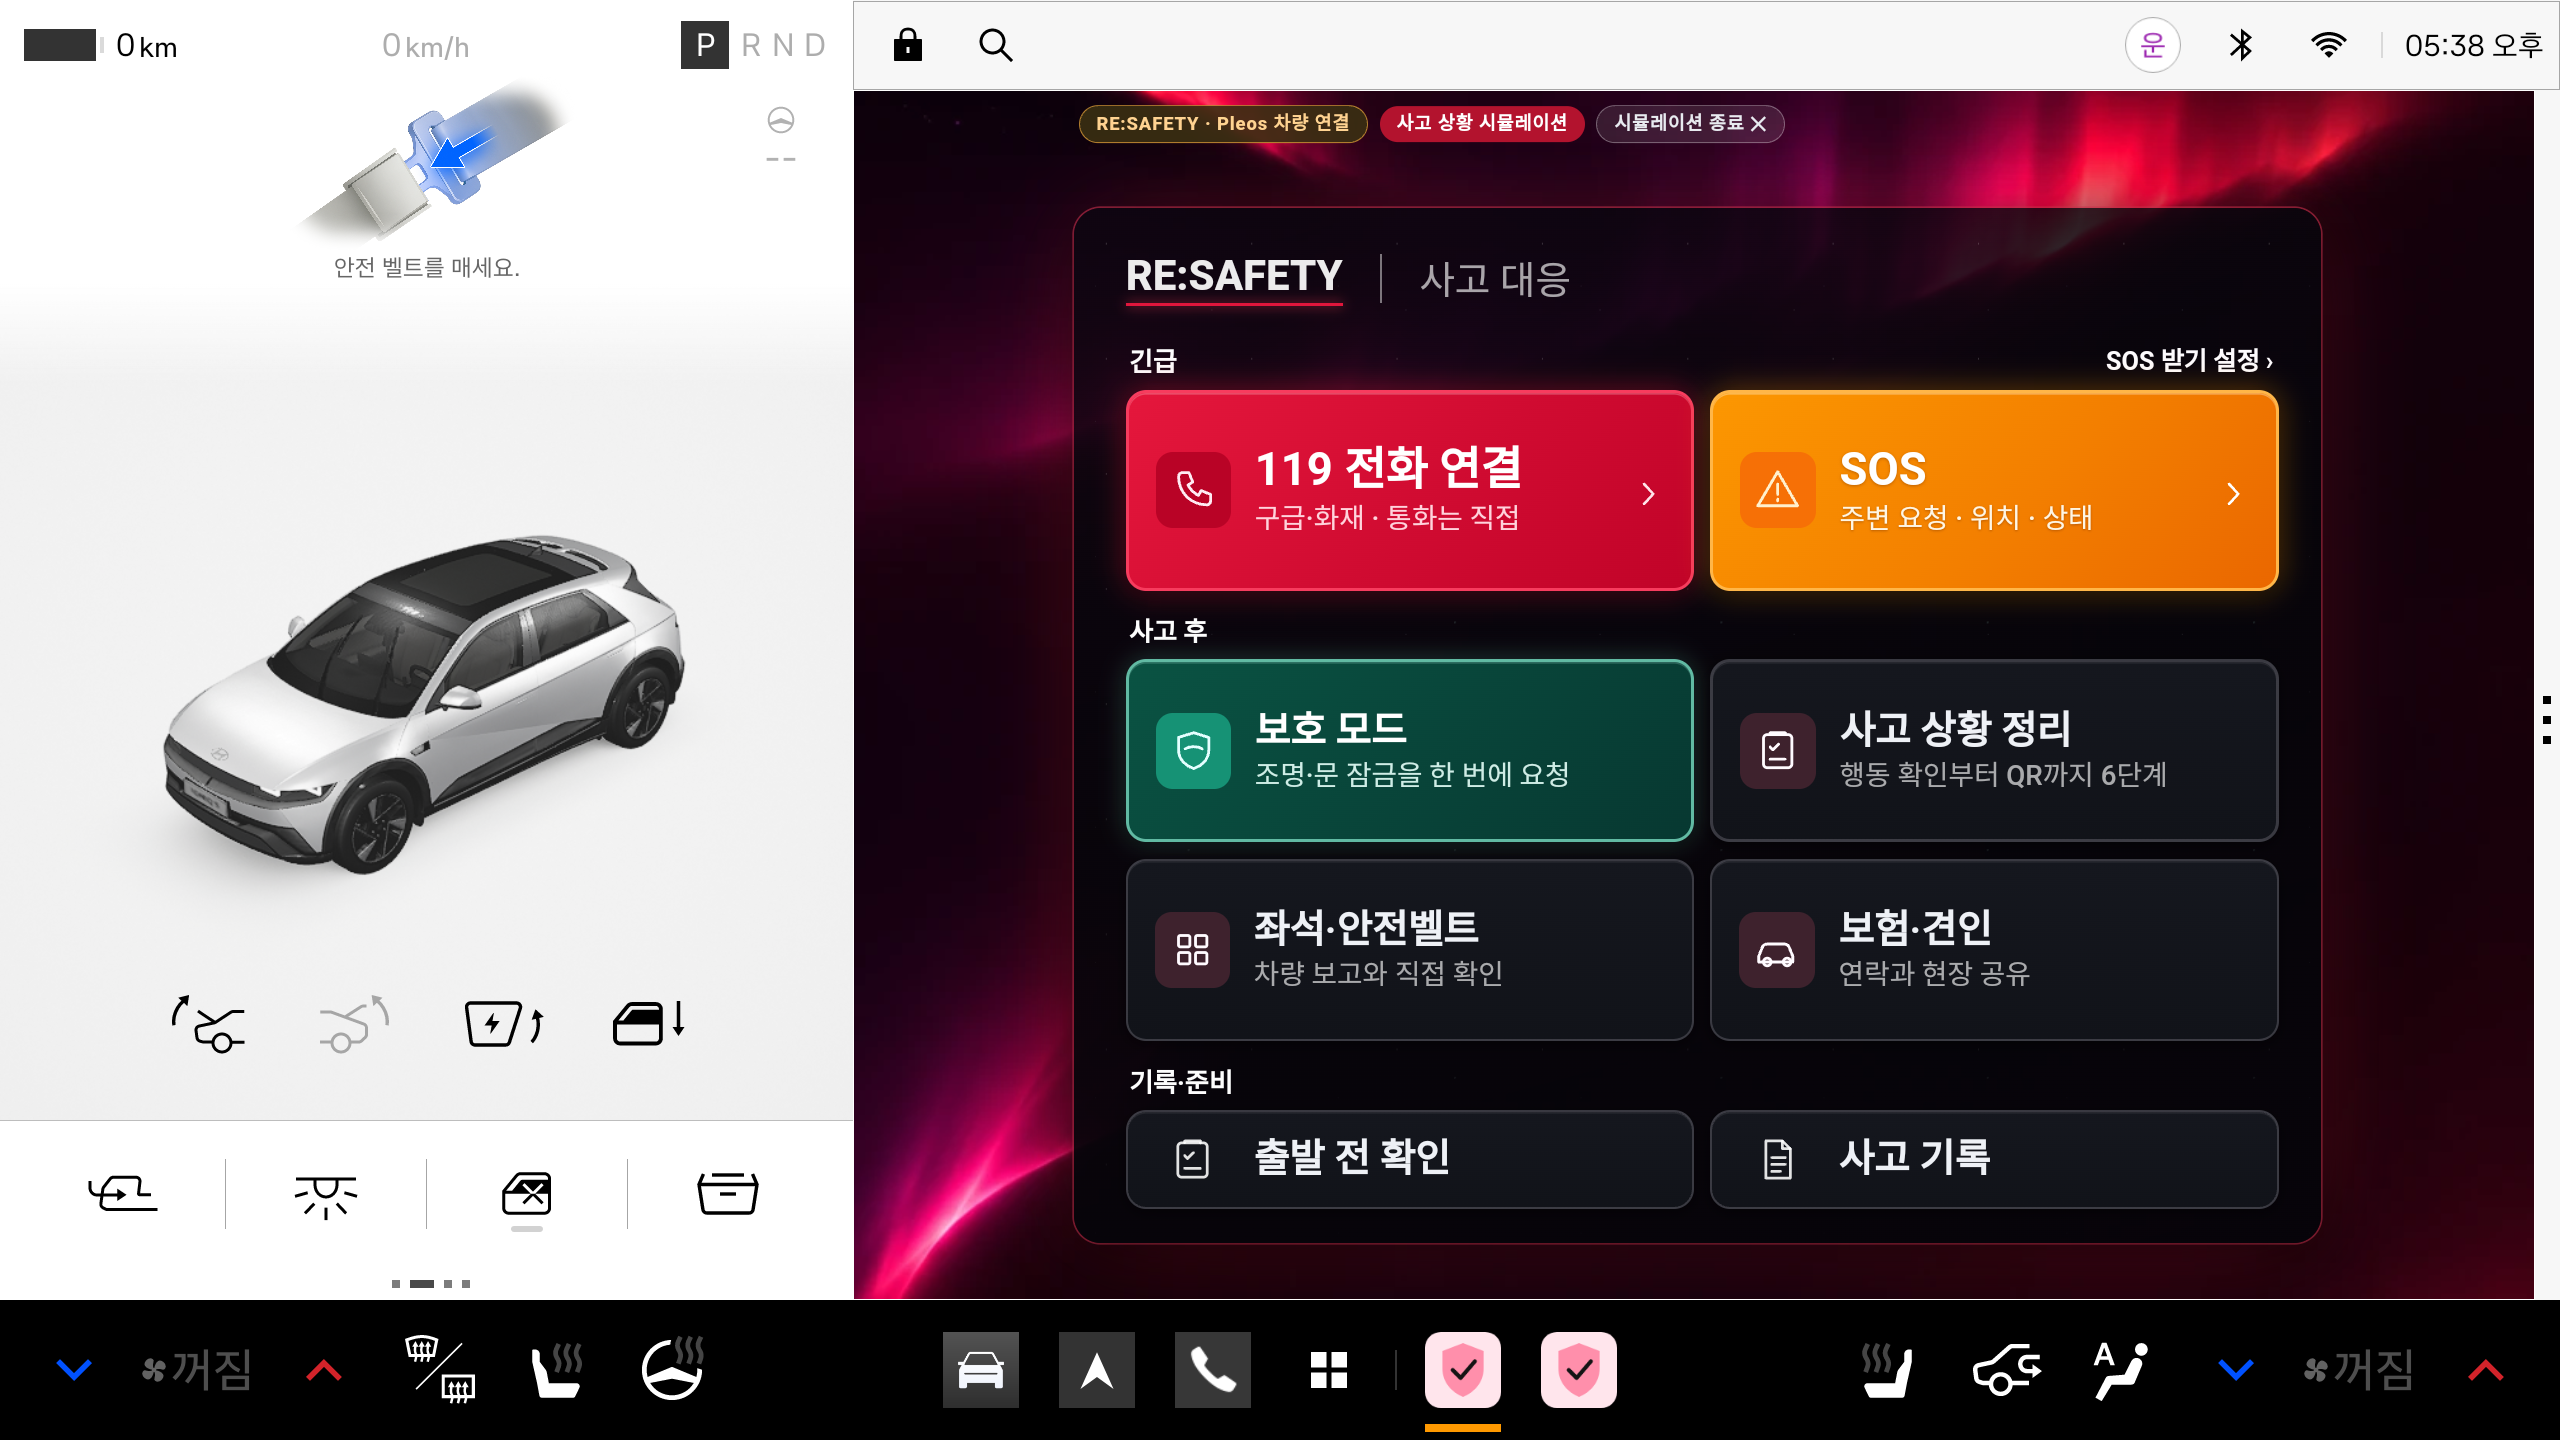 0 km
0 km/h
P R N D
안전 벨트를 매세요.
운
05:38 오후
RE:SAFETY · Pleos 차량 연결
사고 상황 시뮬레이션
시뮬레이션 종료
RE:SAFETY
사고 대응
긴급
SOS 받기 설정 ›
119 전화 연결
구급·화재 · 통화는 직접
SOS
주변 요청 · 위치 · 상태
사고 후
보호 모드
조명·문 잠금을 한 번에 요청
사고 상황 정리
행동 확인부터 QR까지 6단계
좌석·안전벨트
차량 보고와 직접 확인
보험·견인
연락과 현장 공유
기록·준비
출발 전 확인
사고 기록
꺼짐
A
꺼짐